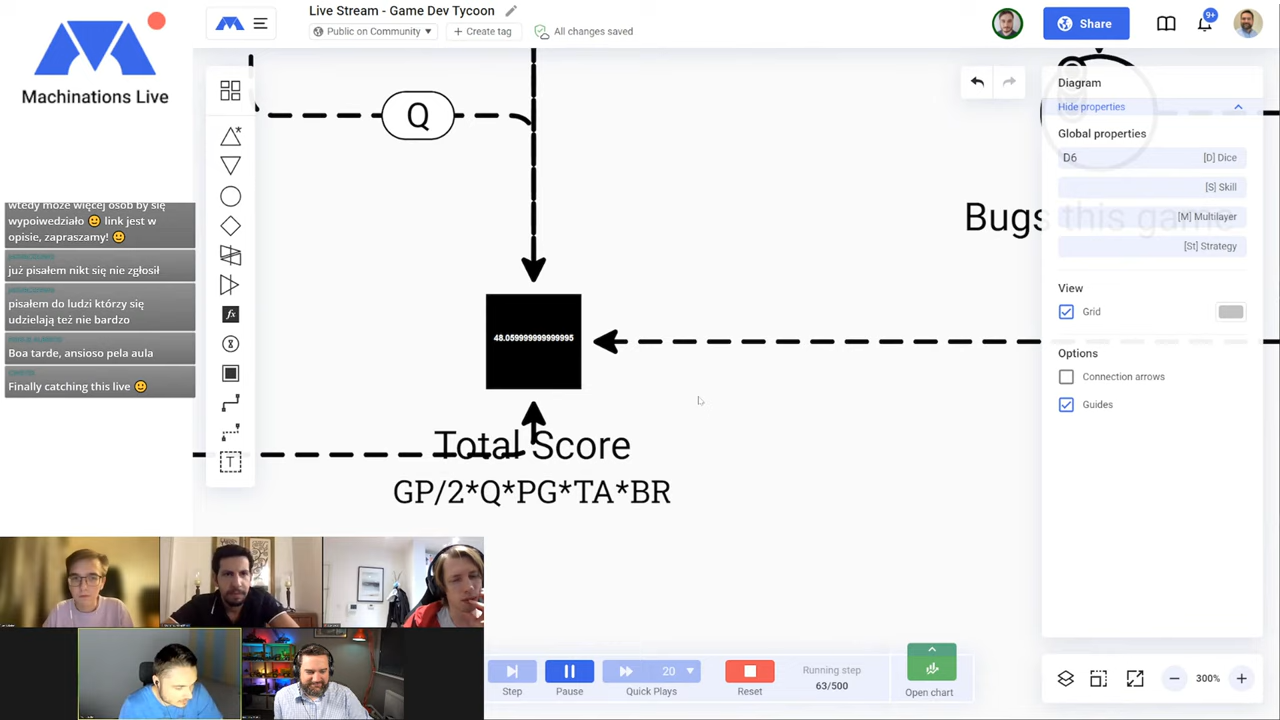 Machinations Live
Live Stream - Game Dev Tycoon
Public on Community ▼
+ Create tag
All changes saved
Share
9+
Q
Bugs this ga
48.059999999999995
Total Score
GP/2*Q*PG*TA*BR
Diagram
Hide properties
Global properties
D6
[D] Dice
[S] Skill
[M] Multilayer
[St] Strategy
View
Grid
Options
Connection arrows
Guides
fx
T
wtedy może więcej osób by się
wypoiwedziało 🙂 link jest w
opisie, zapraszamy! 🙂
już pisałem nikt się nie zgłosił
pisałem do ludzi którzy się
udzielają też nie bardzo
Boa tarde, ansioso pela aula
Finally catching this live 🙂
Step
Pause
20
Quick Plays
Reset
Running step
63/500
Open chart
300%